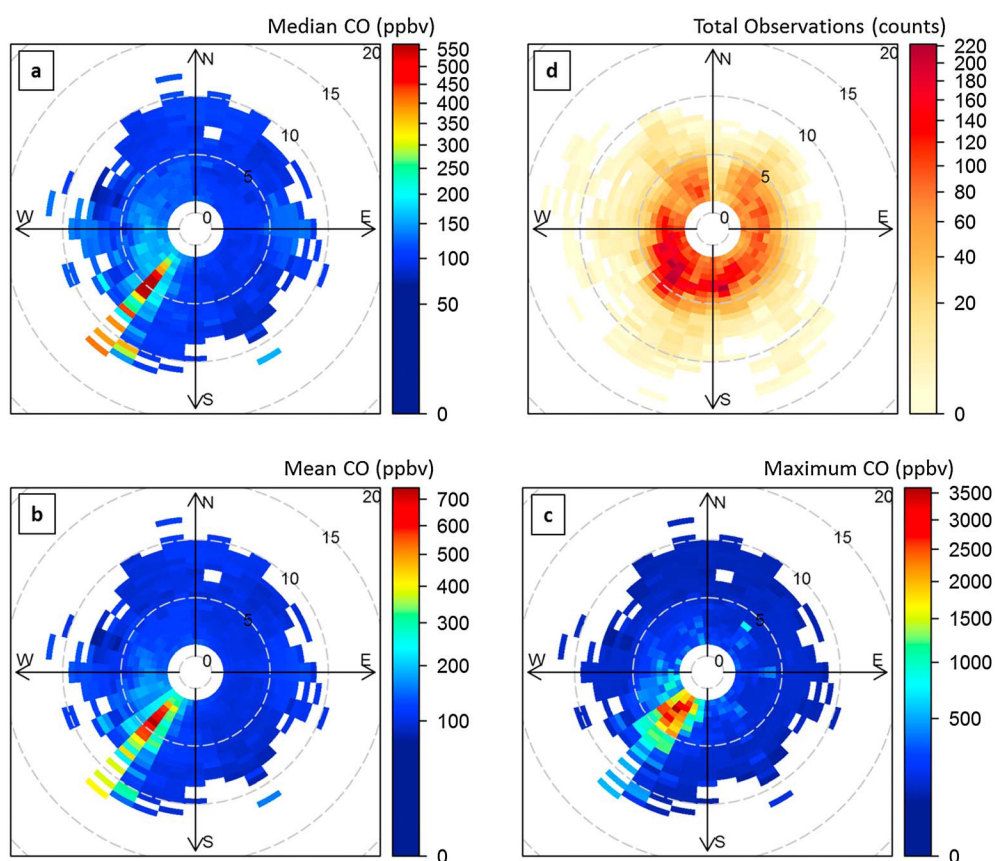 Median CO (ppbv)
a
N
20
15
10
5
0
W
E
S
550
500
450
400
350
300
250
200
150
100
50
0
Total Observations (counts)
d
N
20
15
10
5
0
W
E
S
220
200
180
160
140
120
100
80
60
40
20
0
Mean CO (ppbv)
b
N
20
15
10
5
0
W
E
S
700
600
500
400
300
200
100
0
Maximum CO (ppbv)
c
N
20
15
10
5
0
W
E
S
3500
3000
2500
2000
1500
1000
500
0